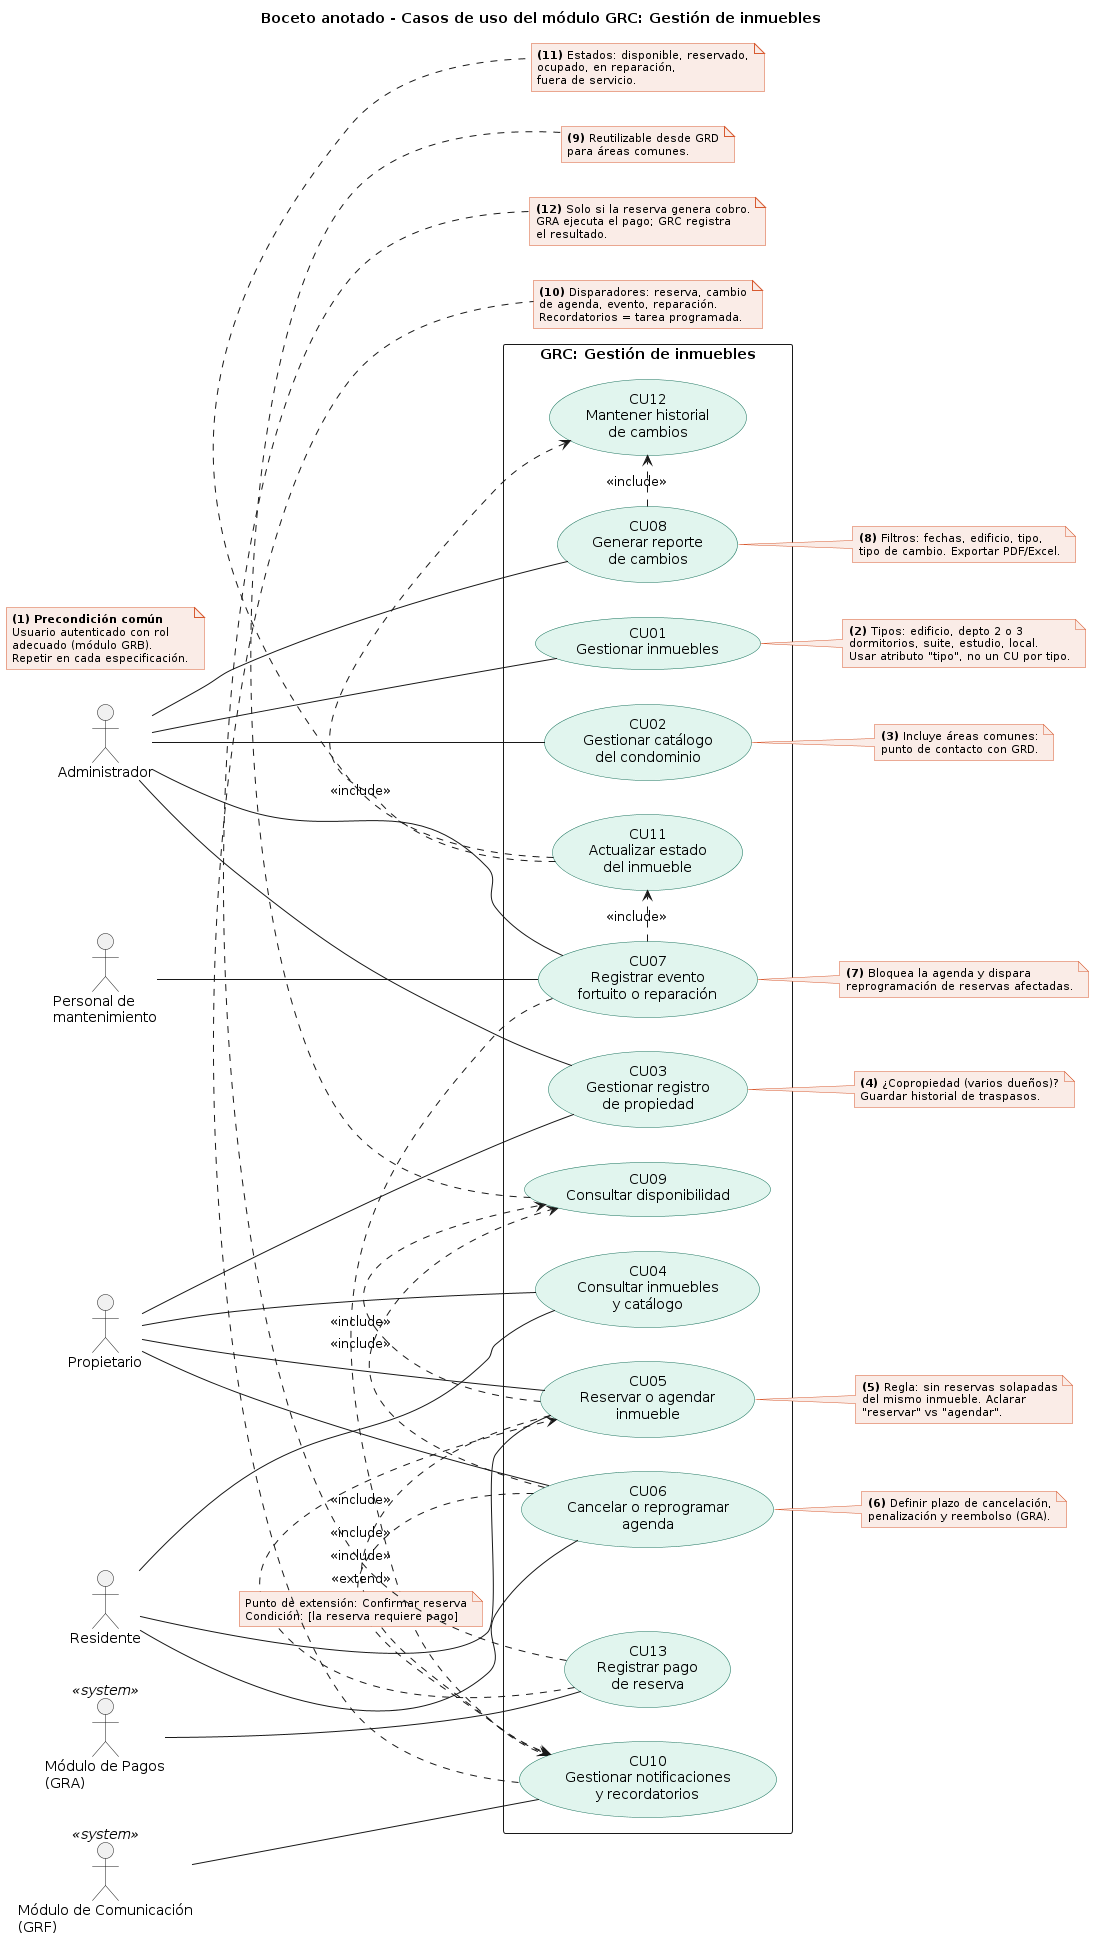 Boceto anotado - Casos de uso del módulo GRC: Gestión de inmuebles
(11) Estados: disponible, reservado,
ocupado, en reparación,
fuera de servicio.
(9) Reutilizable desde GRD
para áreas comunes.
(12) Solo si la reserva genera cobro.
GRA ejecuta el pago; GRC registra
el resultado.
(10) Disparadores: reserva, cambio
de agenda, evento, reparación.
Recordatorios = tarea programada.
GRC: Gestión de inmuebles
CU12
Mantener historial
de cambios
«include»
CU08
Generar reporte
de cambios
(8) Filtros: fechas, edificio, tipo,
tipo de cambio. Exportar PDF/Excel.
(1) Precondición común
Usuario autenticado con rol
adecuado (módulo GRB).
Repetir en cada especificación.
CU01
Gestionar inmuebles
(2) Tipos: edificio, depto 2 o 3
dormitorios, suite, estudio, local.
Usar atributo "tipo", no un CU por tipo.
Administrador
CU02
Gestionar catálogo
del condominio
(3) Incluye áreas comunes:
punto de contacto con GRD.
«include»
CU11
Actualizar estado
del inmueble
«include»
Personal de
mantenimiento
CU07
Registrar evento
fortuito o reparación
(7) Bloquea la agenda y dispara
reprogramación de reservas afectadas.
CU03
Gestionar registro
de propiedad
(4) ¿Copropiedad (varios dueños)?
Guardar historial de traspasos.
CU09
Consultar disponibilidad
CU04
Consultar inmuebles
y catálogo
Propietario
«include»
«include»
CU05
Reservar o agendar
inmueble
(5) Regla: sin reservas solapadas
del mismo inmueble. Aclarar
"reservar" vs "agendar".
CU06
Cancelar o reprogramar
agenda
(6) Definir plazo de cancelación,
penalización y reembolso (GRA).
«include»
«include»
«include»
«extend»
Punto de extensión: Confirmar reserva
Condición: [la reserva requiere pago]
Residente
CU13
Registrar pago
de reserva
«system»
Módulo de Pagos
(GRA)
CU10
Gestionar notificaciones
y recordatorios
«system»
Módulo de Comunicación
(GRF)